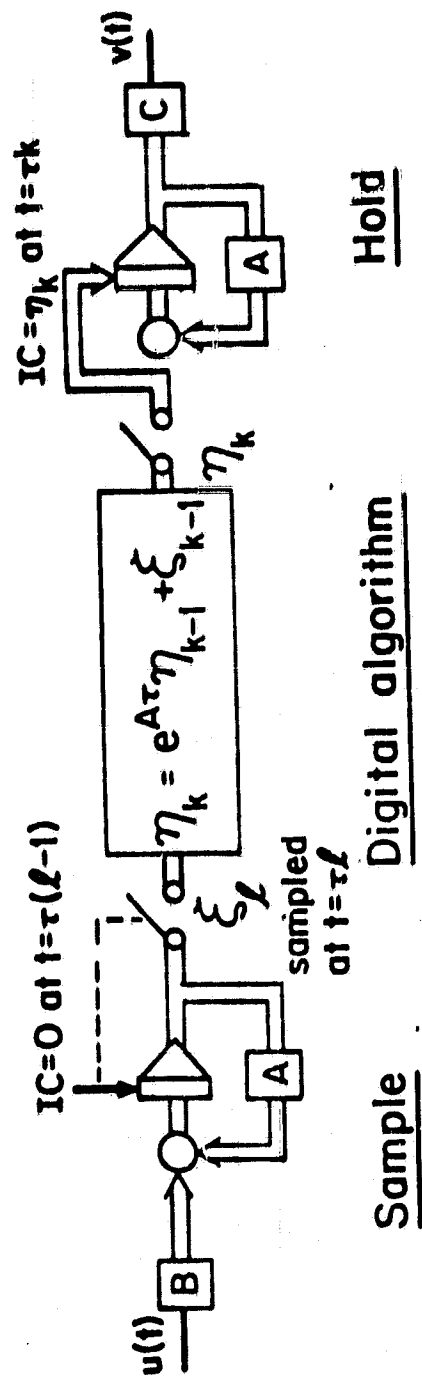 u(t)
B
A
IC=0 at t=τ(ℓ-1)
ξℓ
sampled
at t=τℓ
ηk = e^Aτ ηk-1 + ξk-1
ηk
IC=ηk at t=τk
A
C
v(t)
Sample
Digital algorithm
Hold